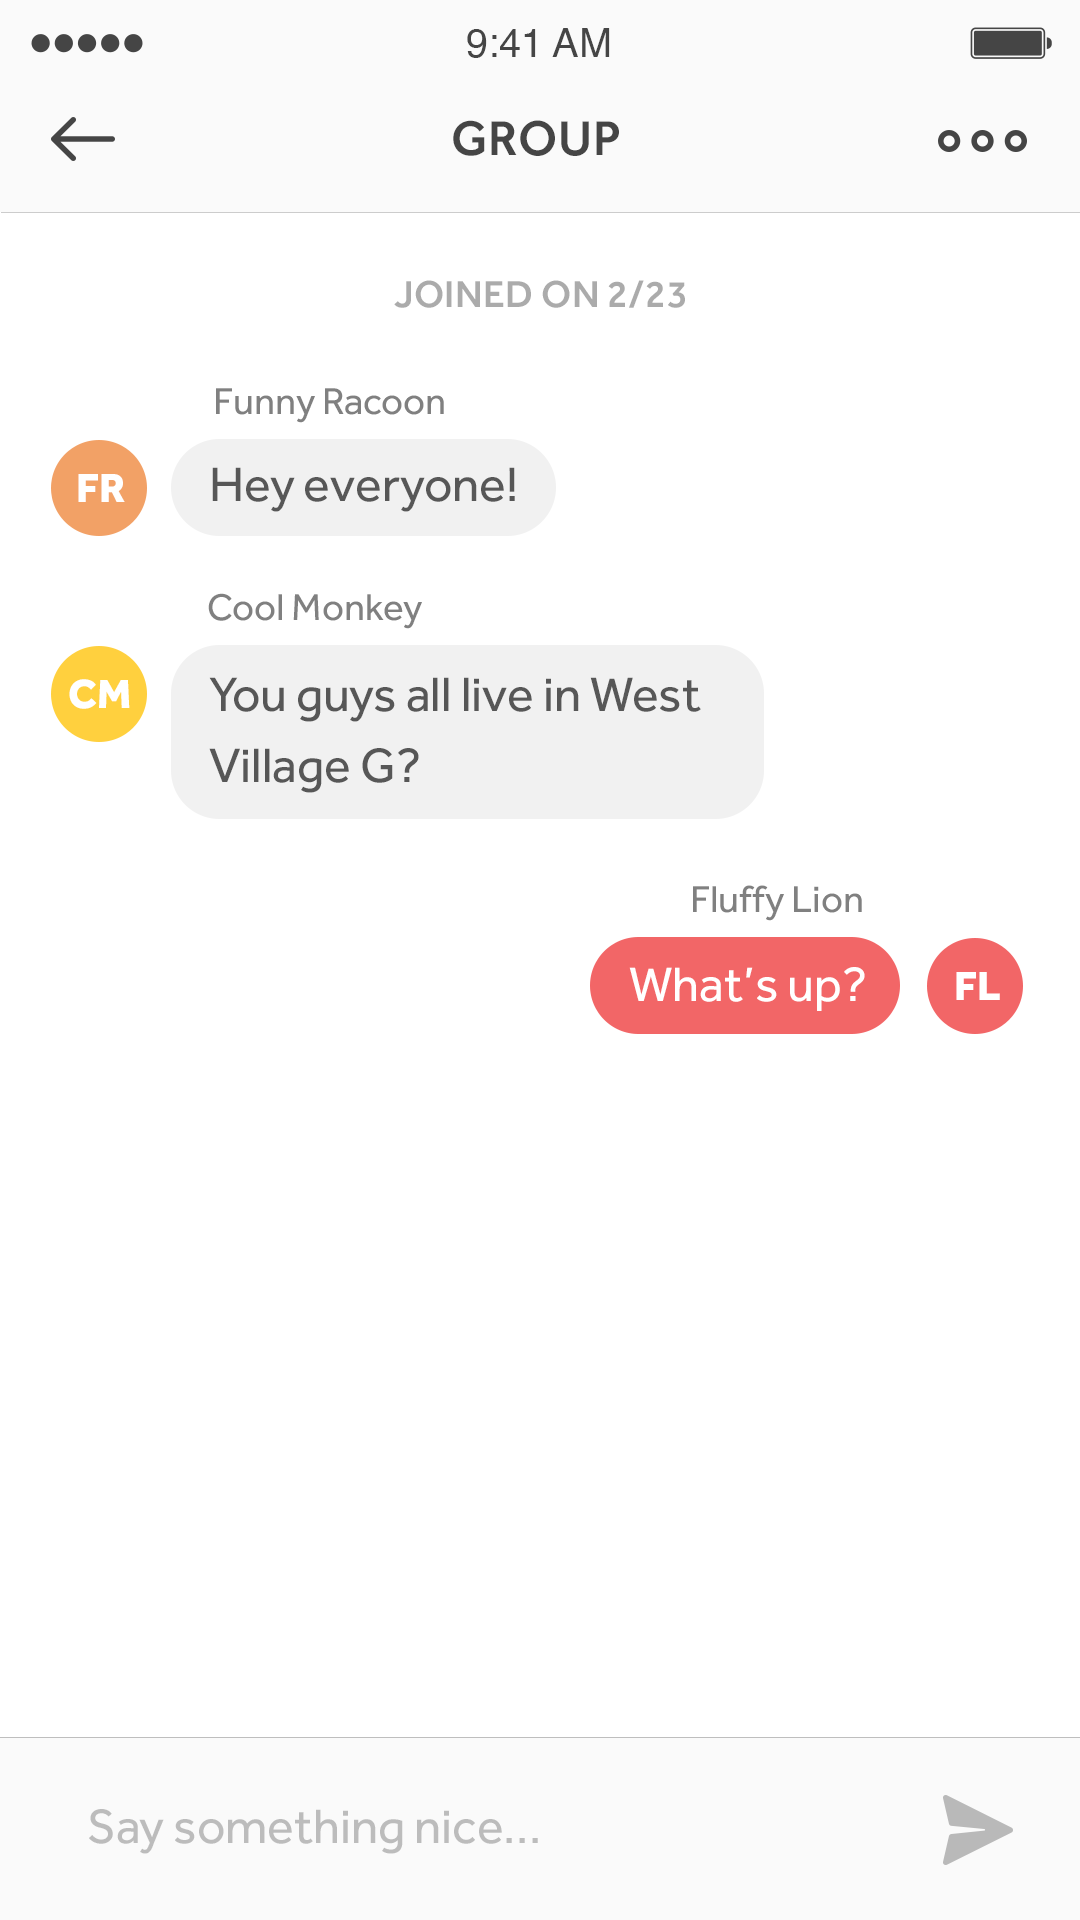 9:41 AM
GROUP
JOINED ON 2/23
Funny Racoon
FR
Hey everyone!
Cool Monkey
CM
You guys all live in West
Village G?
Fluffy Lion
What's up?
FL
Say something nice...